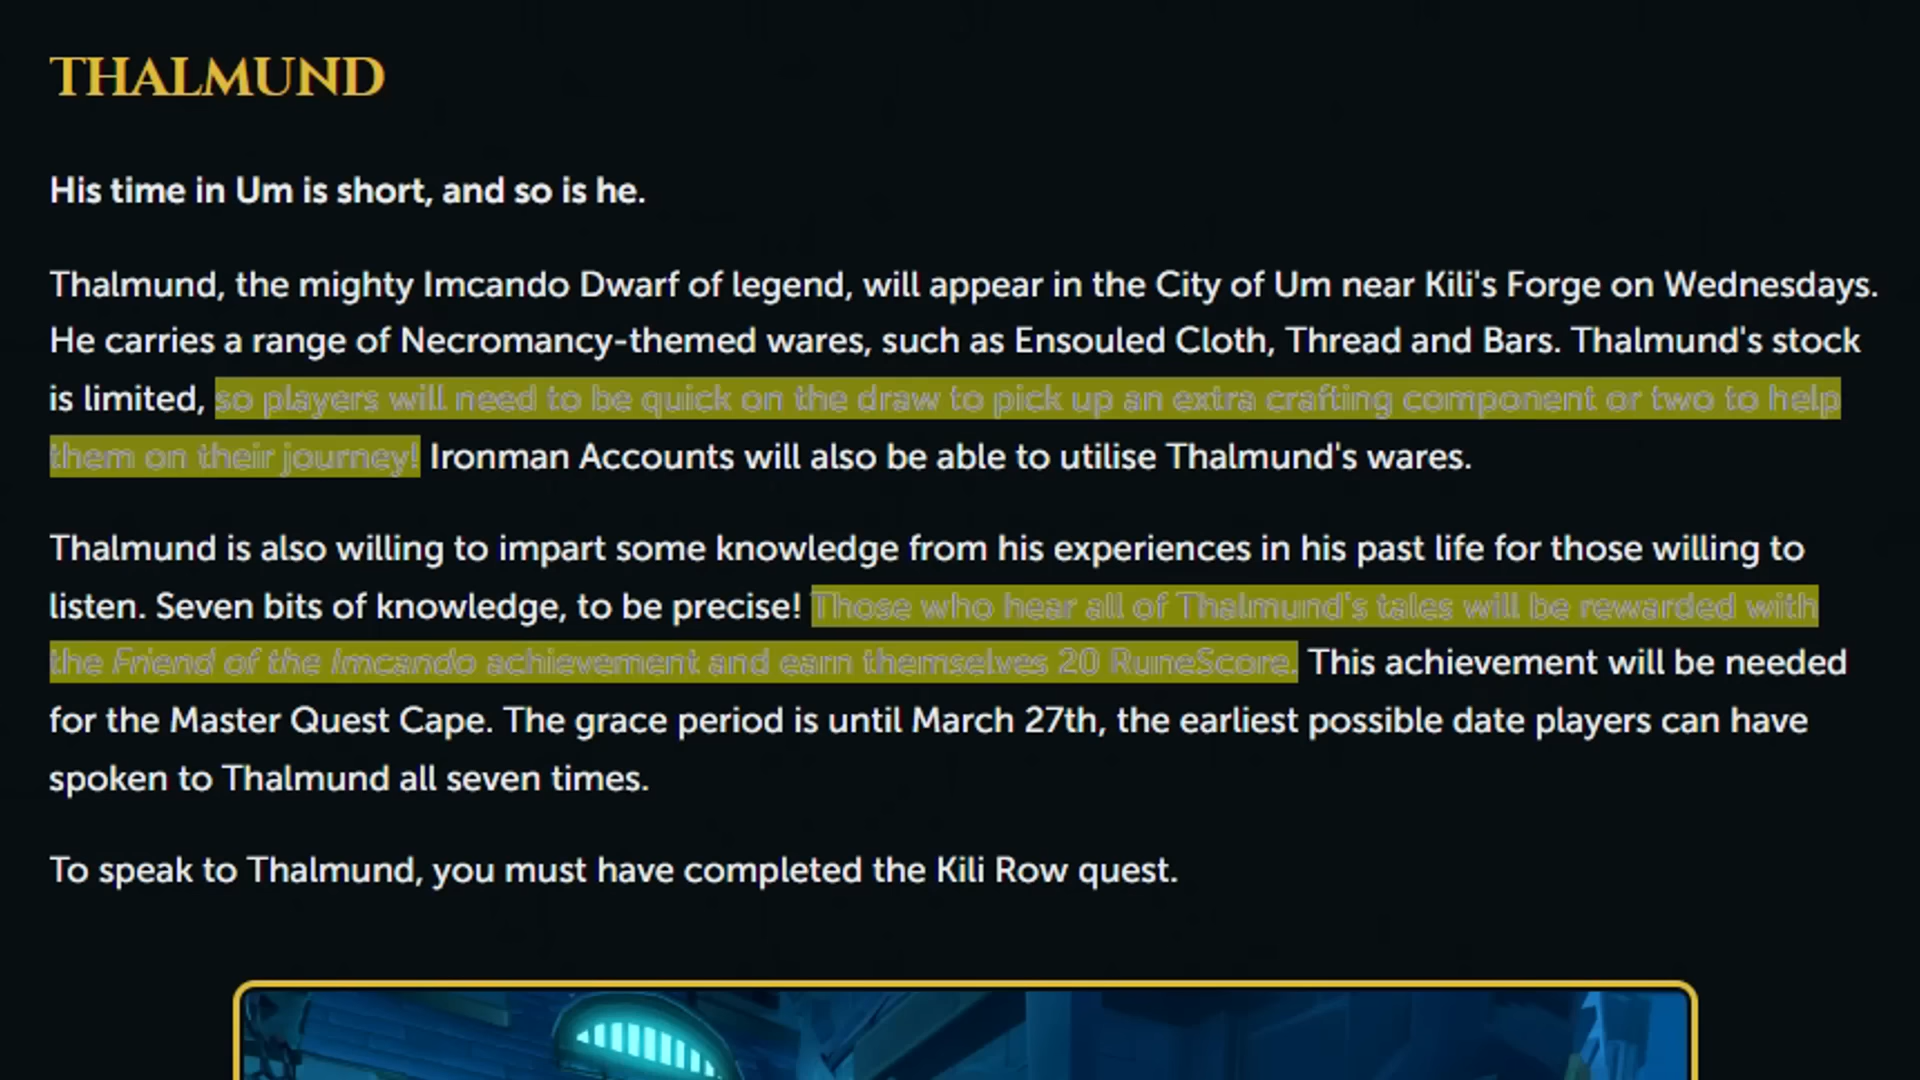 THALMUND
His time in Um is short, and so is he.
Thalmund, the mighty Imcando Dwarf of legend, will appear in the City of Um near Kili's Forge on Wednesdays.
He carries a range of Necromancy-themed wares, such as Ensouled Cloth, Thread and Bars. Thalmund's stock
is limited, so players will need to be quick on the draw to pick up an extra crafting component or two to help
them on their journey! Ironman Accounts will also be able to utilise Thalmund's wares.
Thalmund is also willing to impart some knowledge from his experiences in his past life for those willing to
listen. Seven bits of knowledge, to be precise! Those who hear all of Thalmund's tales will be rewarded with
the Friend of the Imcando achievement and earn themselves 20 RuneScore. This achievement will be needed
for the Master Quest Cape. The grace period is until March 27th, the earliest possible date players can have
spoken to Thalmund all seven times.
To speak to Thalmund, you must have completed the Kili Row quest.